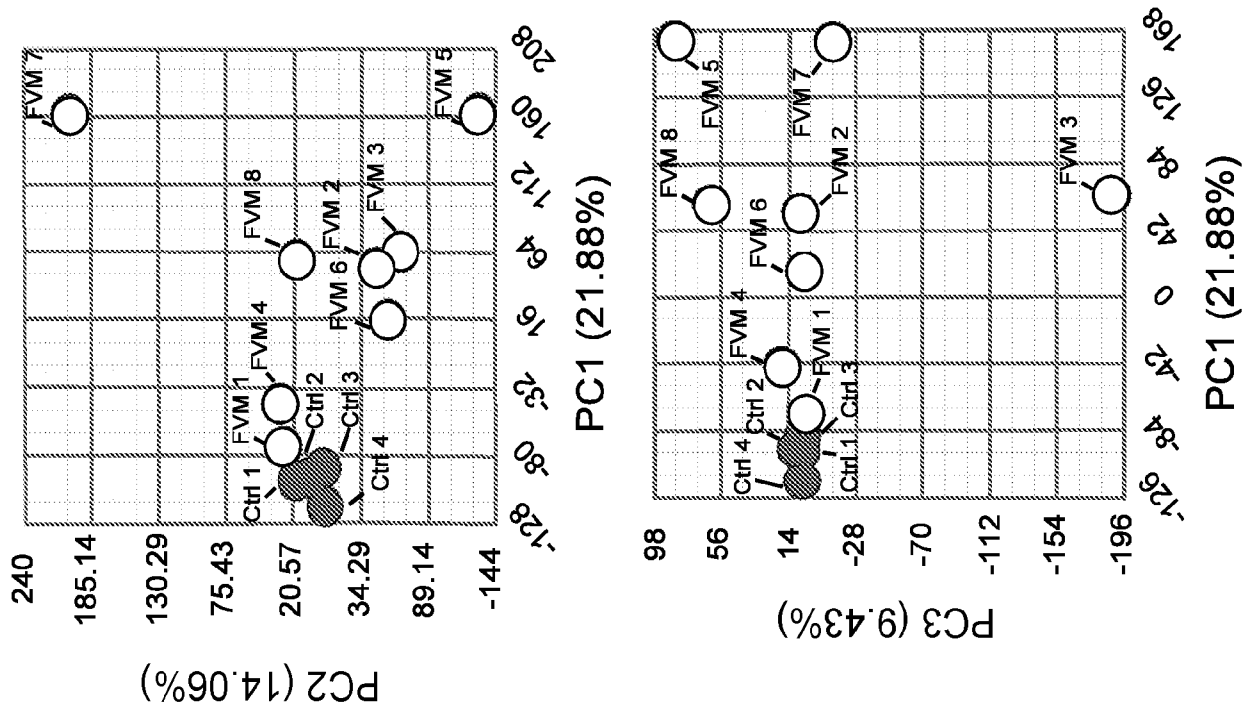 240
185.14
130.29
75.43
20.57
34.29
89.14
-144
PC2 (14.06%)
FVM 7
FVM 5
FVM 8
FVM 2
FVM 3
FVM 6
FVM 4
FVM 1
Ctrl 1
Ctrl 2
Ctrl 3
Ctrl 4
-128
-80
-32
16
64
112
160
208
PC1 (21.88%)
98
56
14
-28
-70
-112
-154
-196
PC3 (9.43%)
FVM 5
FVM 7
FVM 8
FVM 2
FVM 3
FVM 6
FVM 4
FVM 1
Ctrl 2
Ctrl 4
Ctrl 3
Ctrl 1
-126
-84
-42
0
42
84
126
168
PC1 (21.88%)